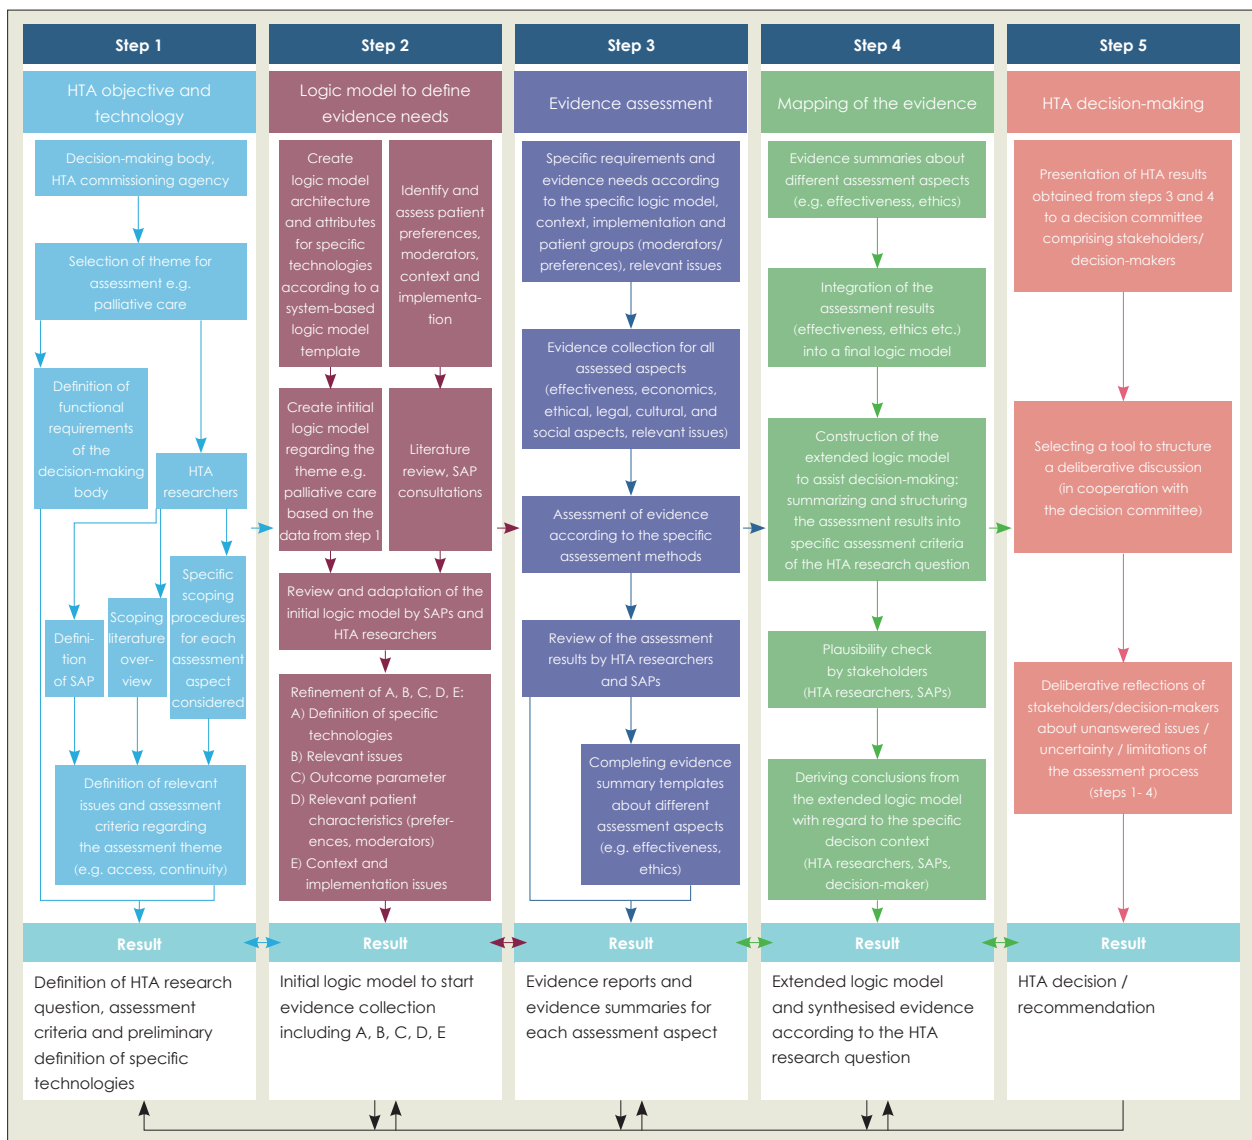 Step 1
HTA objective and
technology
Decision-making body,
HTA commissioning agency
Selection of theme for
assessment e.g.
palliative care
Definition of
functional
requirements
of the
decision-making
body
HTA
researchers
Defini-
tion
of SAP
Scoping
literature
over-
view
Specific
scoping
procedures
for each
assessment
aspect
considered
Definition of relevant
issues and assessment
criteria regarding
the assessment theme
(e.g. access, continuity)
Result
Definition of HTA research
question, assessment
criteria and preliminary
definition of specific
technologies
Step 2
Logic model to define
evidence needs
Create
logic model
architecture
and attributes
for specific
technologies
according to a
system-based
logic model
template
Identify and
assess patient
preferences,
moderators,
context and
implementa-
tion
Create intitial
logic model
regarding the
theme e.g.
palliative care
based on the
data from step 1
Literature
review, SAP
consultations
Review and adaptation of the
initial logic model by SAPs and
HTA researchers
Refinement of A, B, C, D, E:
A) Definition of specific
technologies
B) Relevant issues
C) Outcome parameter
D) Relevant patient
characteristics (prefer-
ences, moderators)
E) Context and
implementation issues
Result
Initial logic model to start
evidence collection
including A, B, C, D, E
Step 3
Evidence assessment
Specific requirements and
evidence needs according
to the specific logic model,
context, implementation and
patient groups (moderators/
preferences), relevant issues
Evidence collection for all
assessed aspects
(effectiveness, economics,
ethical, legal, cultural, and
social aspects, relevant issues)
Assessment of evidence
according to the specific
assessement methods
Review of the assessment
results by HTA researchers
and SAPs
Completing evidence
summary templates
about different
assessment aspects
(e.g. effectiveness,
ethics)
Result
Evidence reports and
evidence summaries for
each assessment aspect
Step 4
Mapping of the evidence
Evidence summaries about
different assessment aspects
(e.g. effectiveness, ethics)
Integration of the
assessment results
(effectiveness, ethics etc.)
into a final logic model
Construction of the
extended logic model
to assist decision-making:
summarizing and structuring
the assessment results into
specific assessment criteria
of the HTA research question
Plausibility check
by stakeholders
(HTA researchers, SAPs)
Deriving conclusions from
the extended logic model
with regard to the specific
decison context
(HTA researchers, SAPs,
decision-maker)
Result
Extended logic model
and synthesised evidence
according to the HTA
research question
Step 5
HTA decision-making
Presentation of HTA results
obtained from steps 3 and 4
to a decision committee
comprising stakeholders/
decision-makers
Selecting a tool to structure
a deliberative discussion
(in cooperation with
the decision committee)
Deliberative reflections of
stakeholders/decision-makers
about unanswered issues /
uncertainty / limitations of
the assessment process
(steps 1- 4)
Result
HTA decision /
recommendation